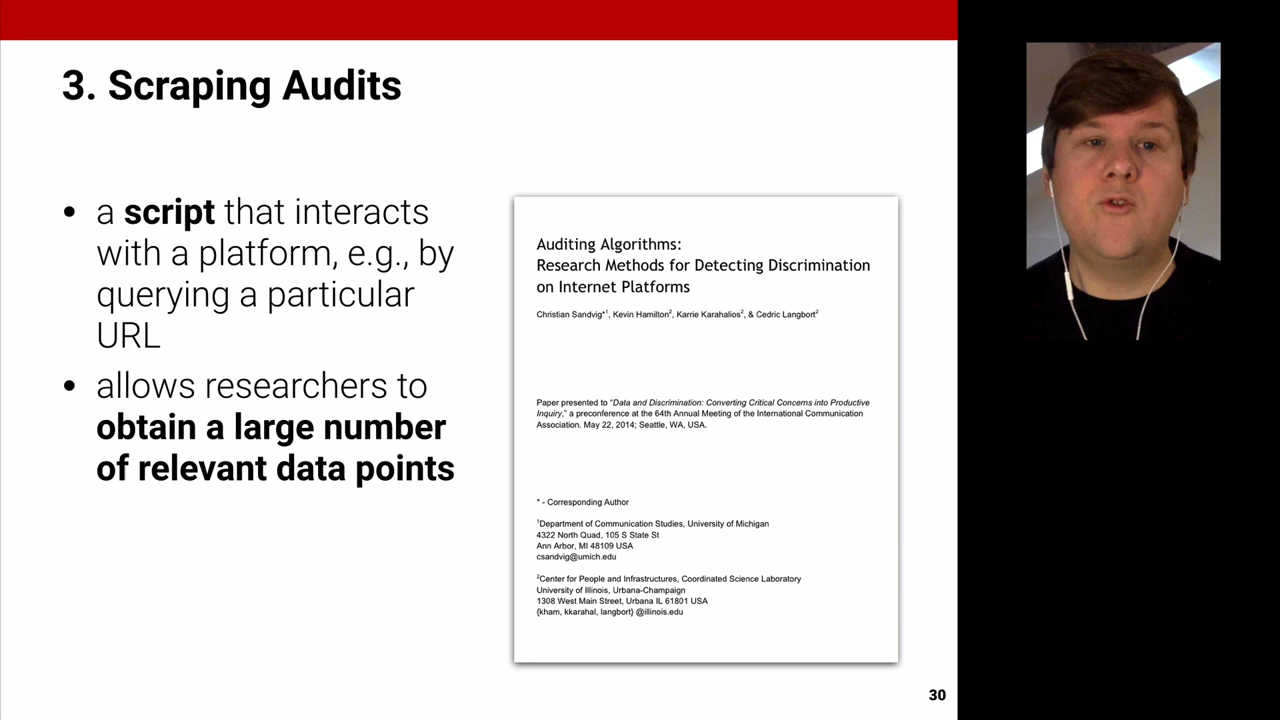 3. Scraping Audits
• a script that interacts
with a platform, e.g., by
querying a particular
URL
• allows researchers to
obtain a large number
of relevant data points
Auditing Algorithms:
Research Methods for Detecting Discrimination
on Internet Platforms
Christian Sandvig*1, Kevin Hamilton2, Karrie Karahalios2, & Cedric Langbort2
Paper presented to “Data and Discrimination: Converting Critical Concerns into Productive
Inquiry,” a preconference at the 64th Annual Meeting of the International Communication
Association. May 22, 2014; Seattle, WA, USA.
* - Corresponding Author
1Department of Communication Studies, University of Michigan
4322 North Quad, 105 S State St
Ann Arbor, MI 48109 USA
csandvig@umich.edu
2Center for People and Infrastructures, Coordinated Science Laboratory
University of Illinois, Urbana-Champaign
1308 West Main Street, Urbana IL 61801 USA
{kham, kkarahal, langbort} @illinois.edu
30